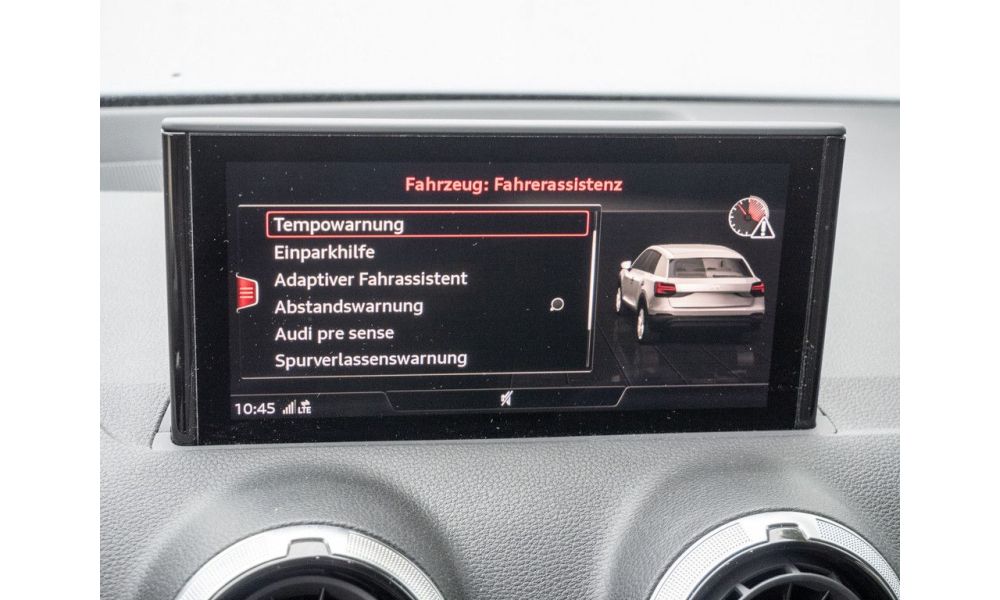 Fahrzeug: Fahrerassistenz
Tempowarnung
Einparkhilfe
Adaptiver Fahrassistent
Abstandswarnung
Audi pre sense
Spurverlassenswarnung
10:45 LTE